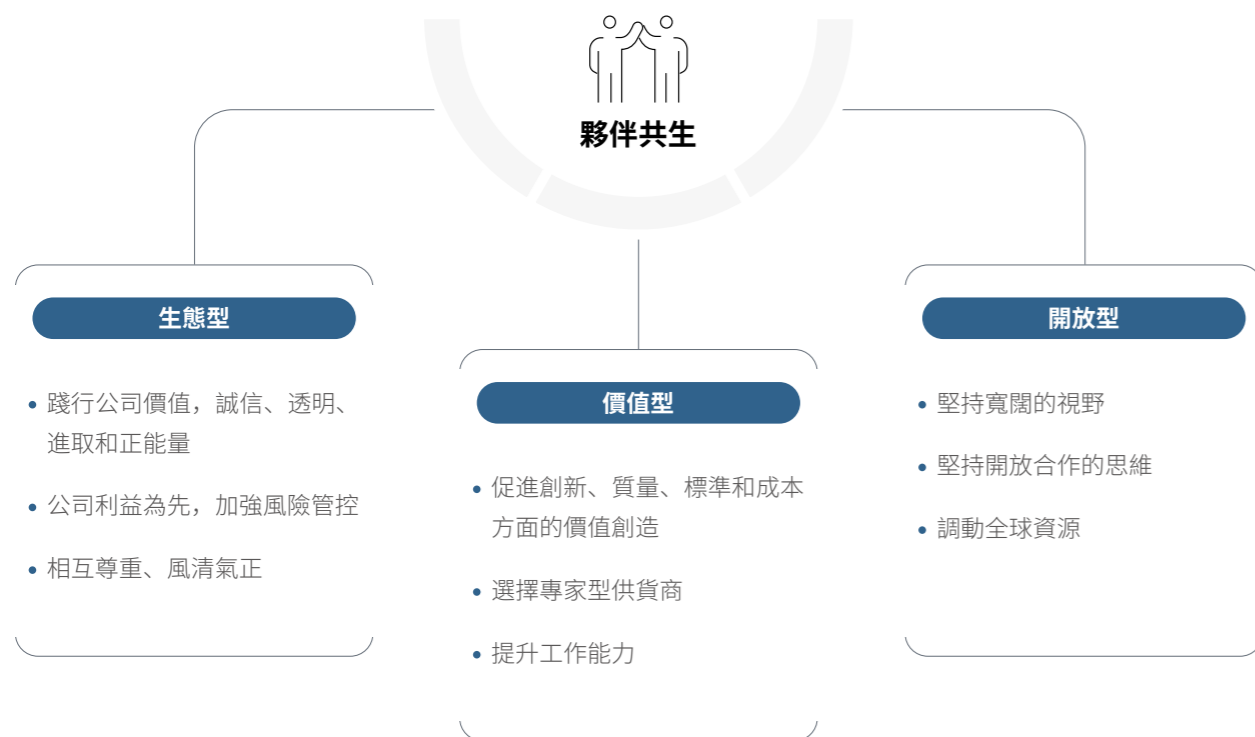 夥伴共生
生態型
踐行公司價值，誠信、透明、
進取和正能量
公司利益為先，加強風險管控
相互尊重、風清氣正
價值型
促進創新、質量、標準和成本
方面的價值創造
選擇專家型供貨商
提升工作能力
開放型
堅持寬闊的視野
堅持開放合作的思維
調動全球資源